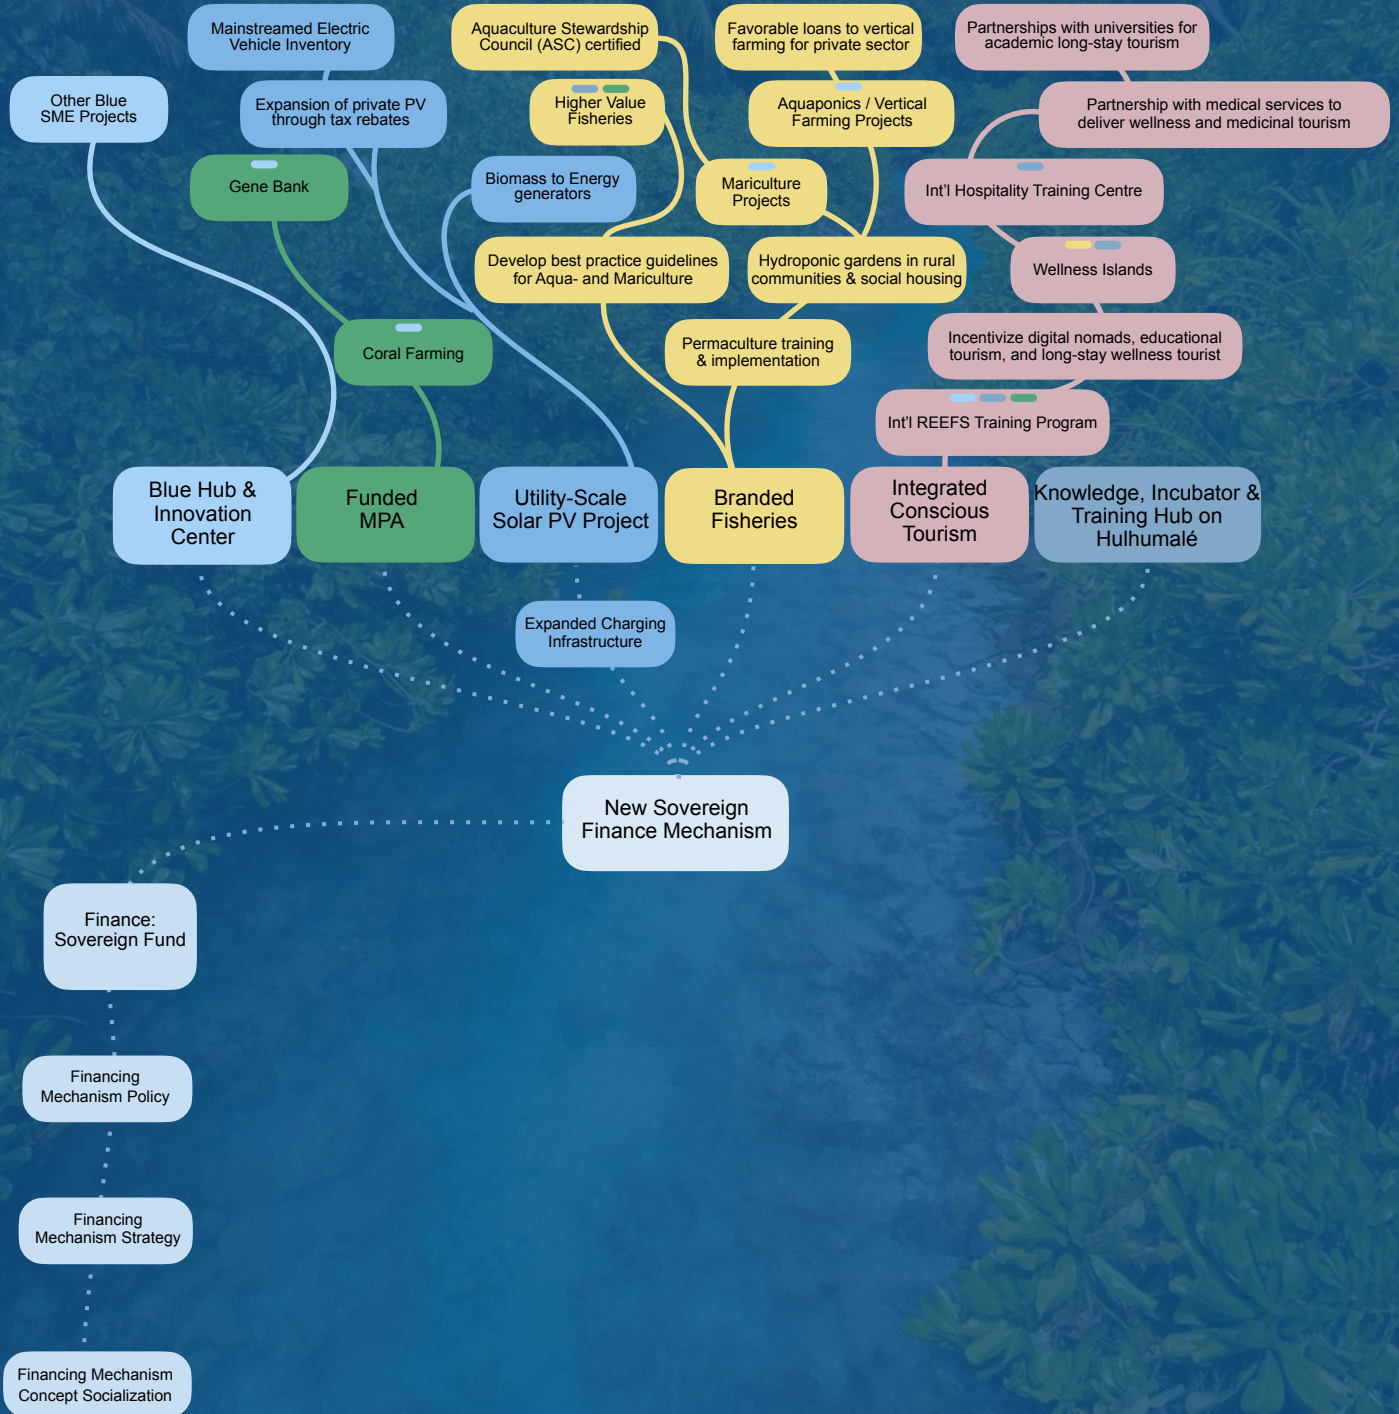 Mainstreamed Electric
Vehicle Inventory
Aquaculture Stewardship
Council (ASC) certified
Favorable loans to vertical
farming for private sector
Partnerships with universities for
academic long-stay tourism
Other Blue
SME Projects
Expansion of private PV
through tax rebates
Higher Value
Fisheries
Aquaponics / Vertical
Farming Projects
Partnership with medical services to
deliver wellness and medicinal tourism
Gene Bank
Biomass to Energy
generators
Mariculture
Projects
Int'l Hospitality Training Centre
Develop best practice guidelines
for Aqua- and Mariculture
Hydroponic gardens in rural
communities & social housing
Wellness Islands
Coral Farming
Permaculture training
& implementation
Incentivize digital nomads, educational
tourism, and long-stay wellness tourist
Int'l REEFS Training Program
Blue Hub &
Innovation
Center
Funded
MPA
Utility-Scale
Solar PV Project
Branded
Fisheries
Integrated
Conscious
Tourism
Knowledge, Incubator &
Training Hub on
Hulhumalé
Expanded Charging
Infrastructure
New Sovereign
Finance Mechanism
Finance:
Sovereign Fund
Financing
Mechanism Policy
Financing
Mechanism Strategy
Financing Mechanism
Concept Socialization